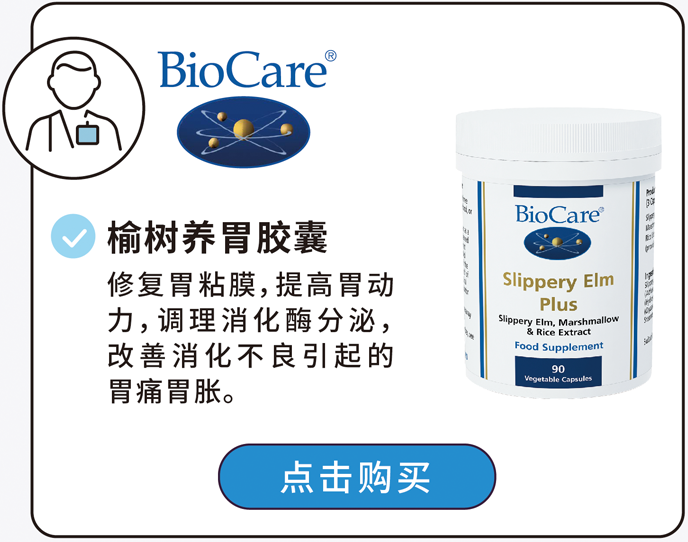 BioCare®
榆树养胃胶囊
修复胃粘膜，提高胃动
力，调理消化酶分泌，
改善消化不良引起的
胃痛胃胀。
BioCare®
Slippery Elm
Plus
Slippery Elm, Marshmallow
& Rice Extract
Food Supplement
90
Vegetable Capsules
点击购买